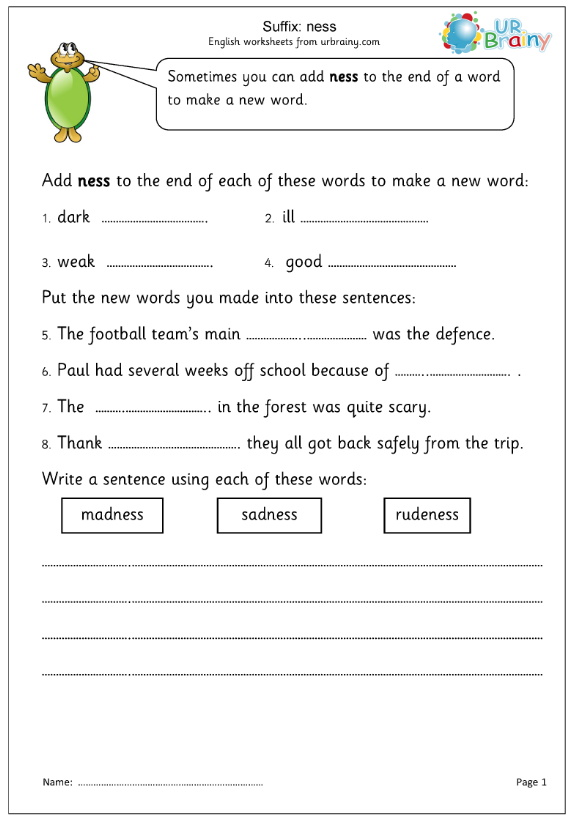 Suffix: ness
English worksheets from urbrainy.com
UR
Brainy
Sometimes you can add ness to the end of a word
to make a new word.
Add ness to the end of each of these words to make a new word:
1. dark ........................................ 2. ill ................................................
3. weak ........................................ 4. good ................................................
Put the new words you made into these sentences:
5. The football team's main ............................................. was the defence.
6. Paul had several weeks off school because of ........................................... .
7. The ........................................... in the forest was quite scary.
8. Thank ................................................. they all got back safely from the trip.
Write a sentence using each of these words:
madness sadness rudeness
Name: ................................................................
Page 1